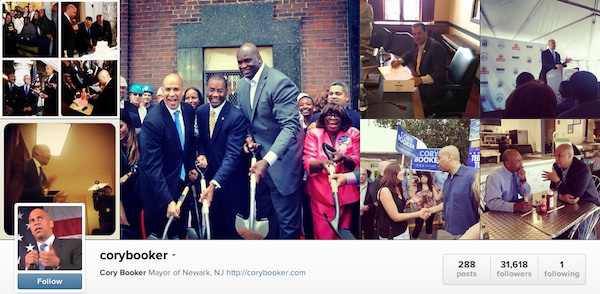 CORY
BOOKER
corybooker
Cory Booker Mayor of Newark, NJ http://corybooker.com
Follow
288
posts
31,618
followers
1
following